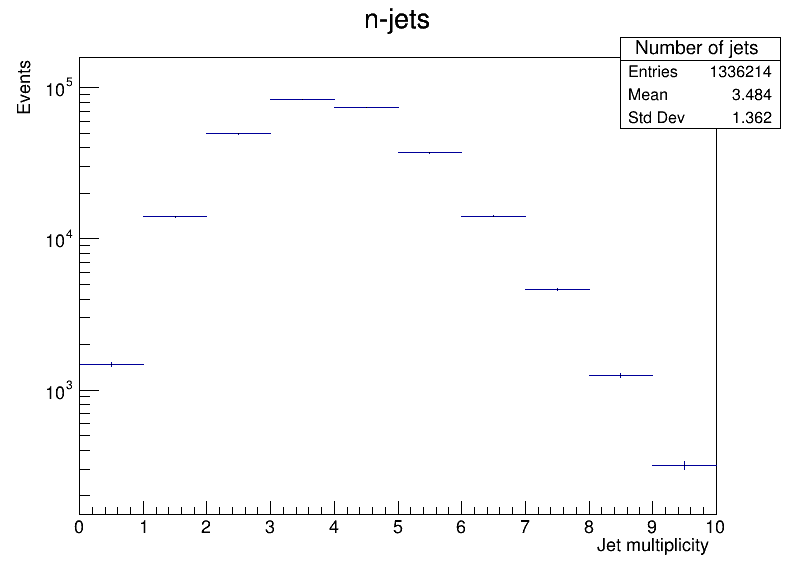 n-jets
Number of jets
Entries 1336214
Mean 3.484
Std Dev 1.362
Events
10^5
10^4
10^3
0 1 2 3 4 5 6 7 8 9 10
Jet multiplicity